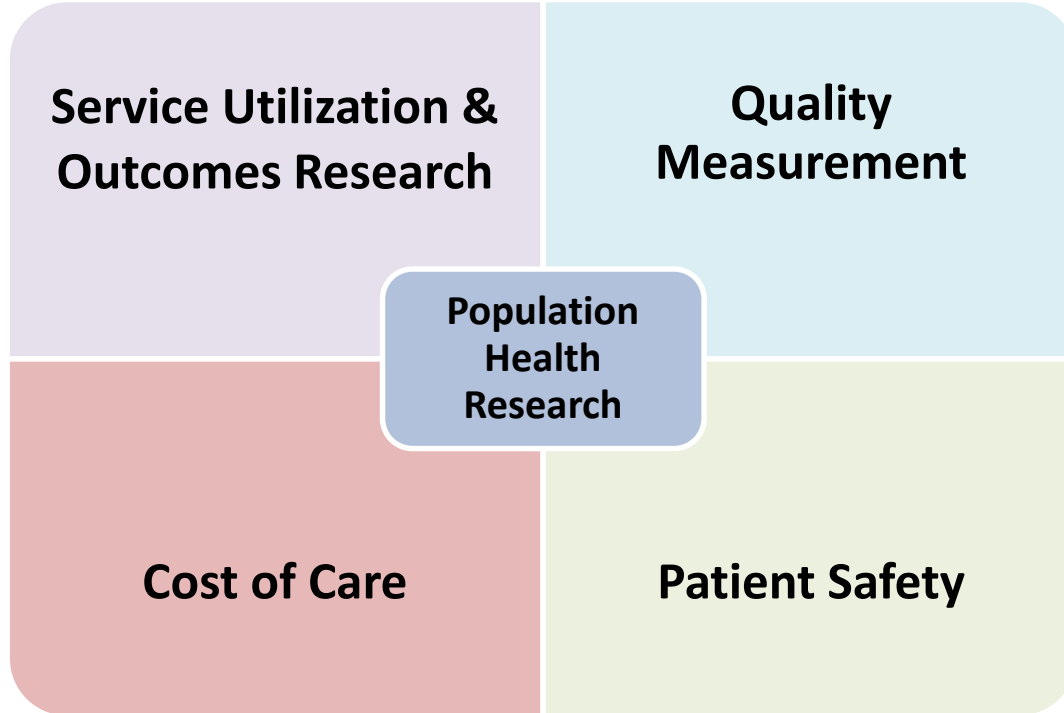 Service Utilization &
Outcomes Research
Quality
Measurement
Population
Health
Research
Cost of Care
Patient Safety